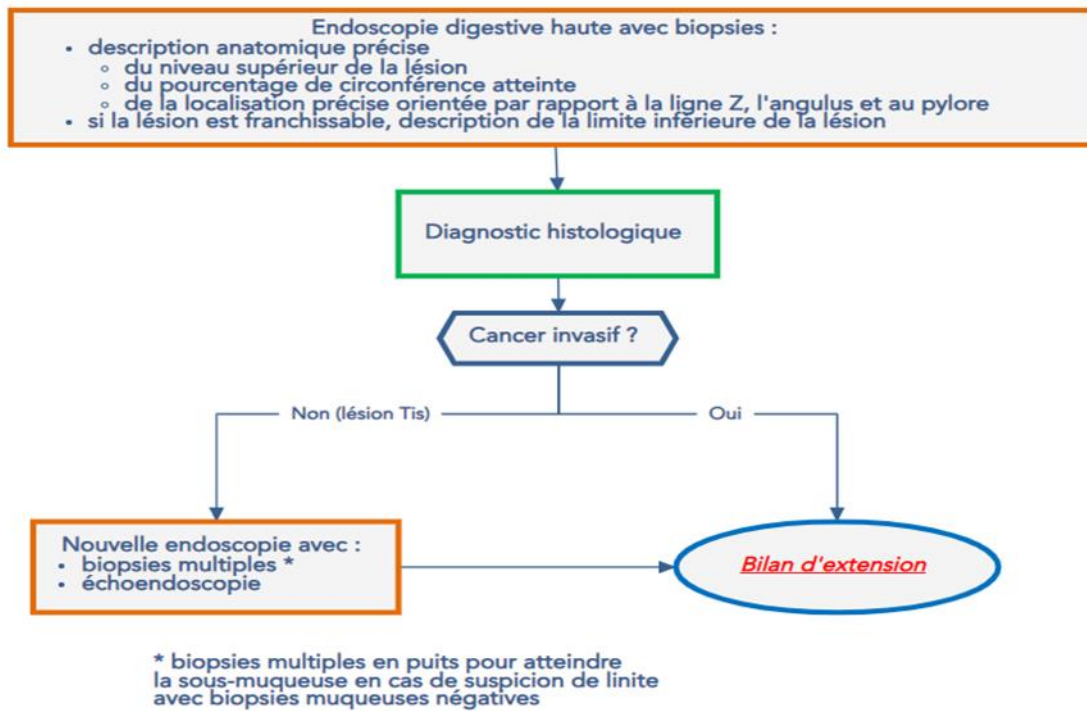 Endoscopie digestive haute avec biopsies :
• description anatomique précise
◦ du niveau supérieur de la lésion
◦ du pourcentage de circonférence atteinte
◦ de la localisation précise orientée par rapport à la ligne Z, l'angulus et au pylore
• si la lésion est franchissable, description de la limite inférieure de la lésion
Diagnostic histologique
Cancer invasif ?
Non (lésion Tis)
Oui
Nouvelle endoscopie avec :
• biopsies multiples *
• échoendoscopie
Bilan d'extension
* biopsies multiples en puits pour atteindre
la sous-muqueuse en cas de suspicion de linite
avec biopsies muqueuses négatives